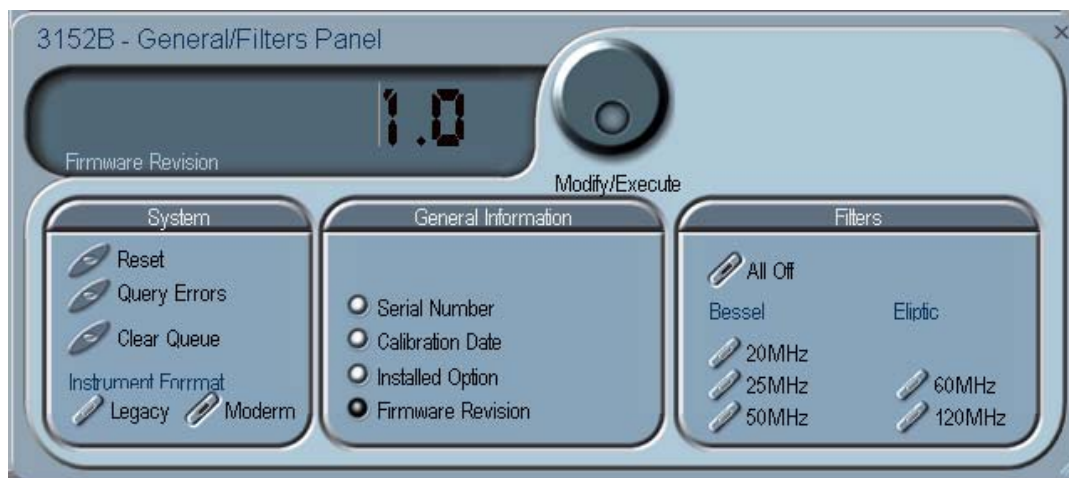 3152B - General/Filters Panel
×
1.0
Firmware Revision
Modify/Execute
System
Reset
Query Errors
Clear Queue
Instrument Forrmat
Legacy Moderm
General Information
Serial Number
Calibration Date
Installed Option
Firmware Revision
Filters
All Off
Bessel Eliptic
20MHz
25MHz 60MHz
50MHz 120MHz